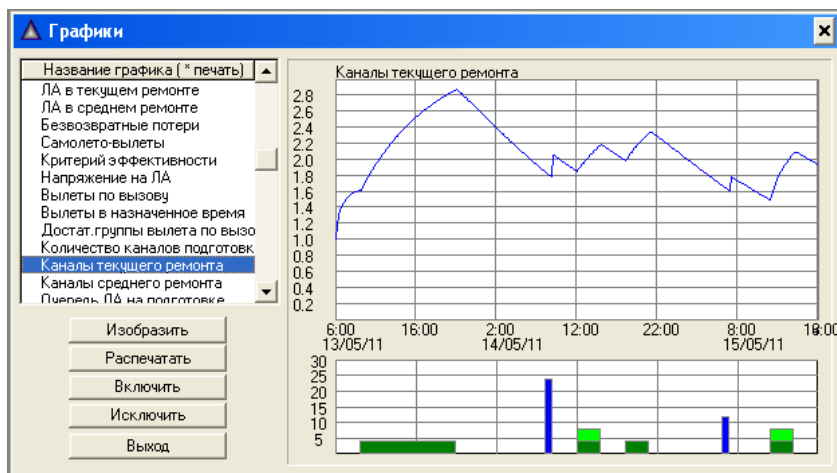 Графики
Название графика ( * печать)
ЛА в текущем ремонте
ЛА в среднем ремонте
Безвозвратные потери
Самолето-вылеты
Критерий эффективности
Напряжение на ЛА
Вылеты по вызову
Вылеты в назначенное время
Достат.группы вылета по вызо
Количество каналов подготовк
Каналы текущего ремонта
Каналы среднего ремонта
Очередь ЛА на подготовке
Изобразить
Распечатать
Включить
Исключить
Выход
Каналы текущего ремонта
2.8
2.6
2.4
2.2
2.0
1.8
1.6
1.4
1.2
1.0
0.8
0.6
0.4
0.2
6:00 16:00 2:00 12:00 22:00 8:00 18:00
13/05/11 14/05/11 15/05/11
30
25
20
15
10
5